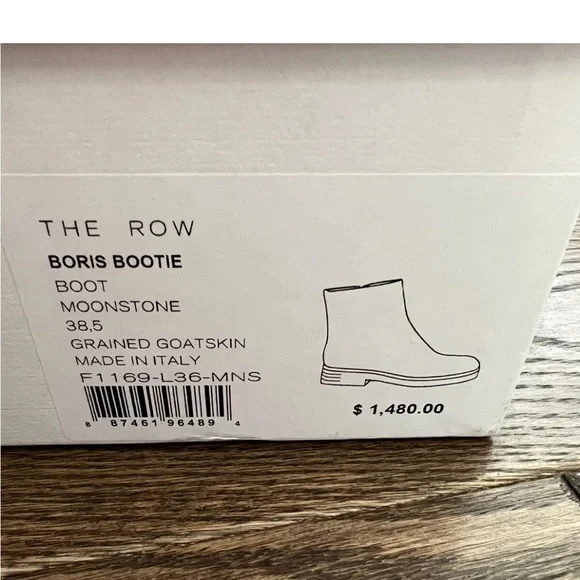 THE ROW
BORIS BOOTIE
BOOT
MOONSTONE
38,5
GRAINED GOATSKIN
MADE IN ITALY
F1169-L36-MNS
8 87461 96489 4
$ 1,480.00